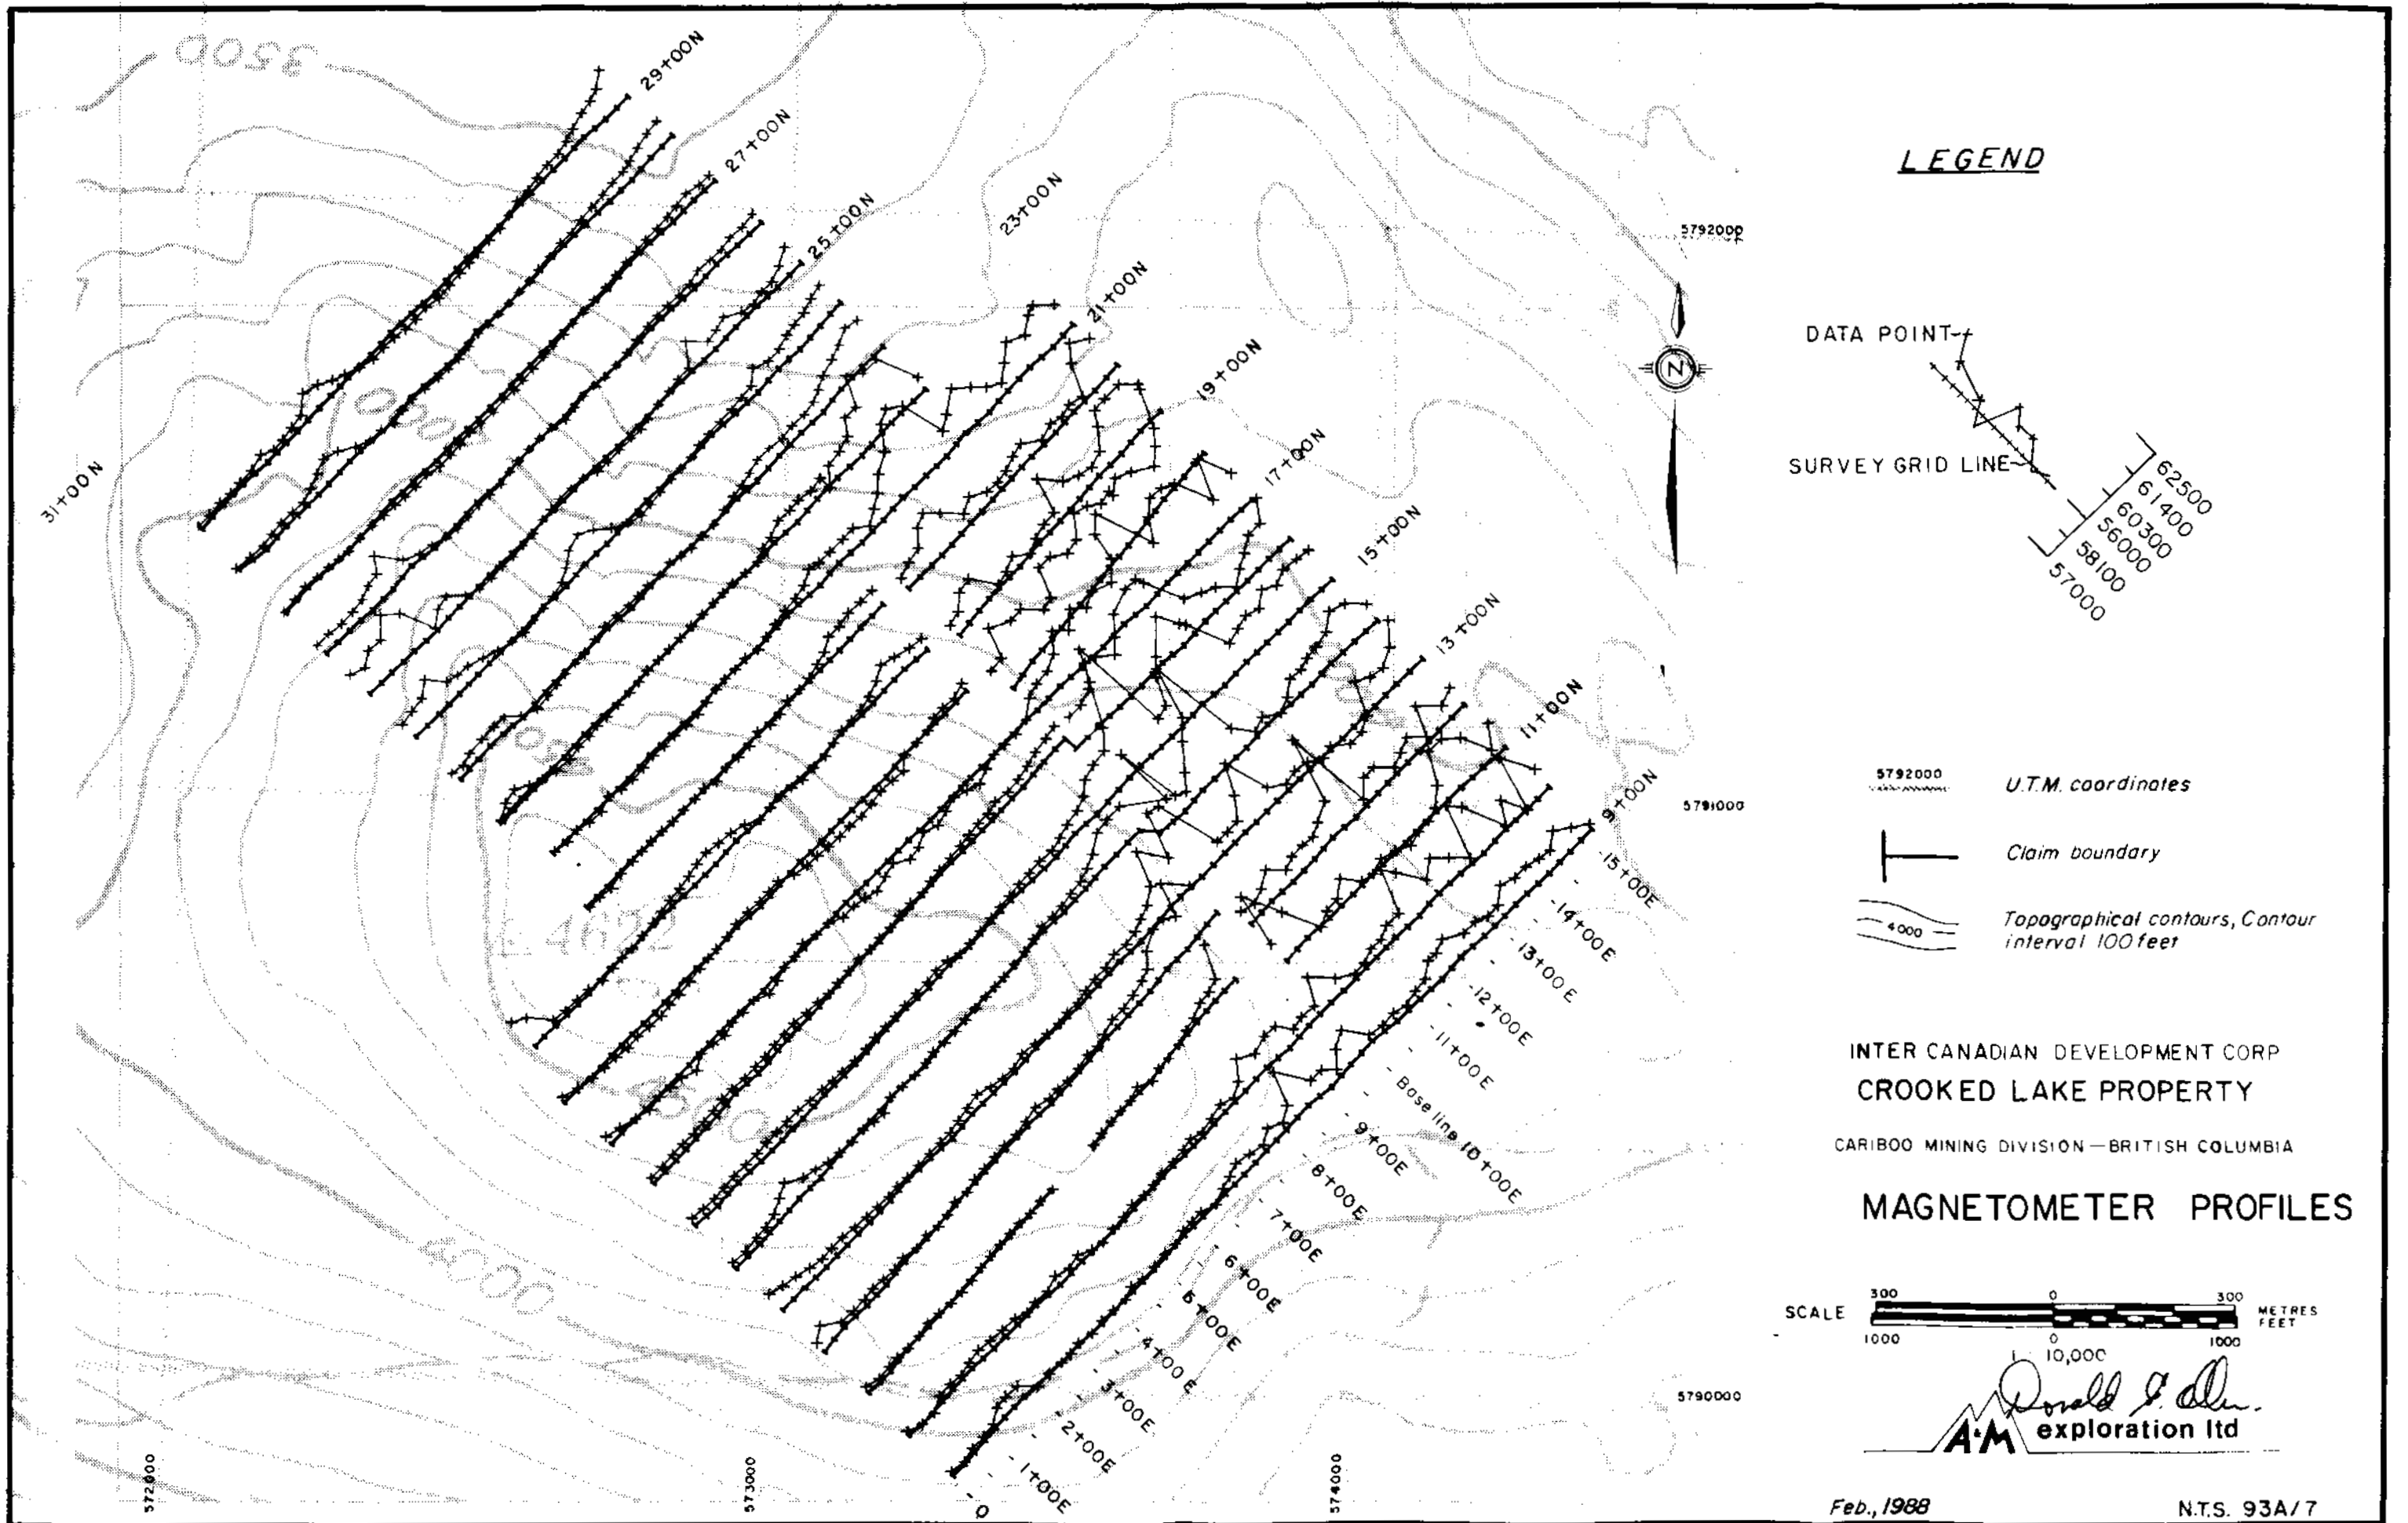 3500
29+00N
27+00N
25+00N
23+00N
21+00N
19+00N
17+00N
15+00N
13+00N
11+00N
9+00N
31+00N
4000
4622
4500
4000
15+00E
14+00E
13+00E
12+00E
11+00E
Base line 10+00E
9+00E
8+00E
7+00E
6+00E
5+00E
4+00E
3+00E
2+00E
1+00E
0
5792000
5791000
5790000
572000
573000
574000
N
LEGEND
DATA POINT
SURVEY GRID LINE
62500
61400
60300
56000
58100
57000
5792000
U.T.M. coordinates
Claim boundary
4000
Topographical contours, Contour
interval 100 feet
INTER CANADIAN DEVELOPMENT CORP
CROOKED LAKE PROPERTY
CARIBOO MINING DIVISION — BRITISH COLUMBIA
MAGNETOMETER PROFILES
SCALE
300 0 300 METRES
1000 0 1000 FEET
1 10,000
A·M exploration ltd
Feb., 1988
N.T.S. 93A/7